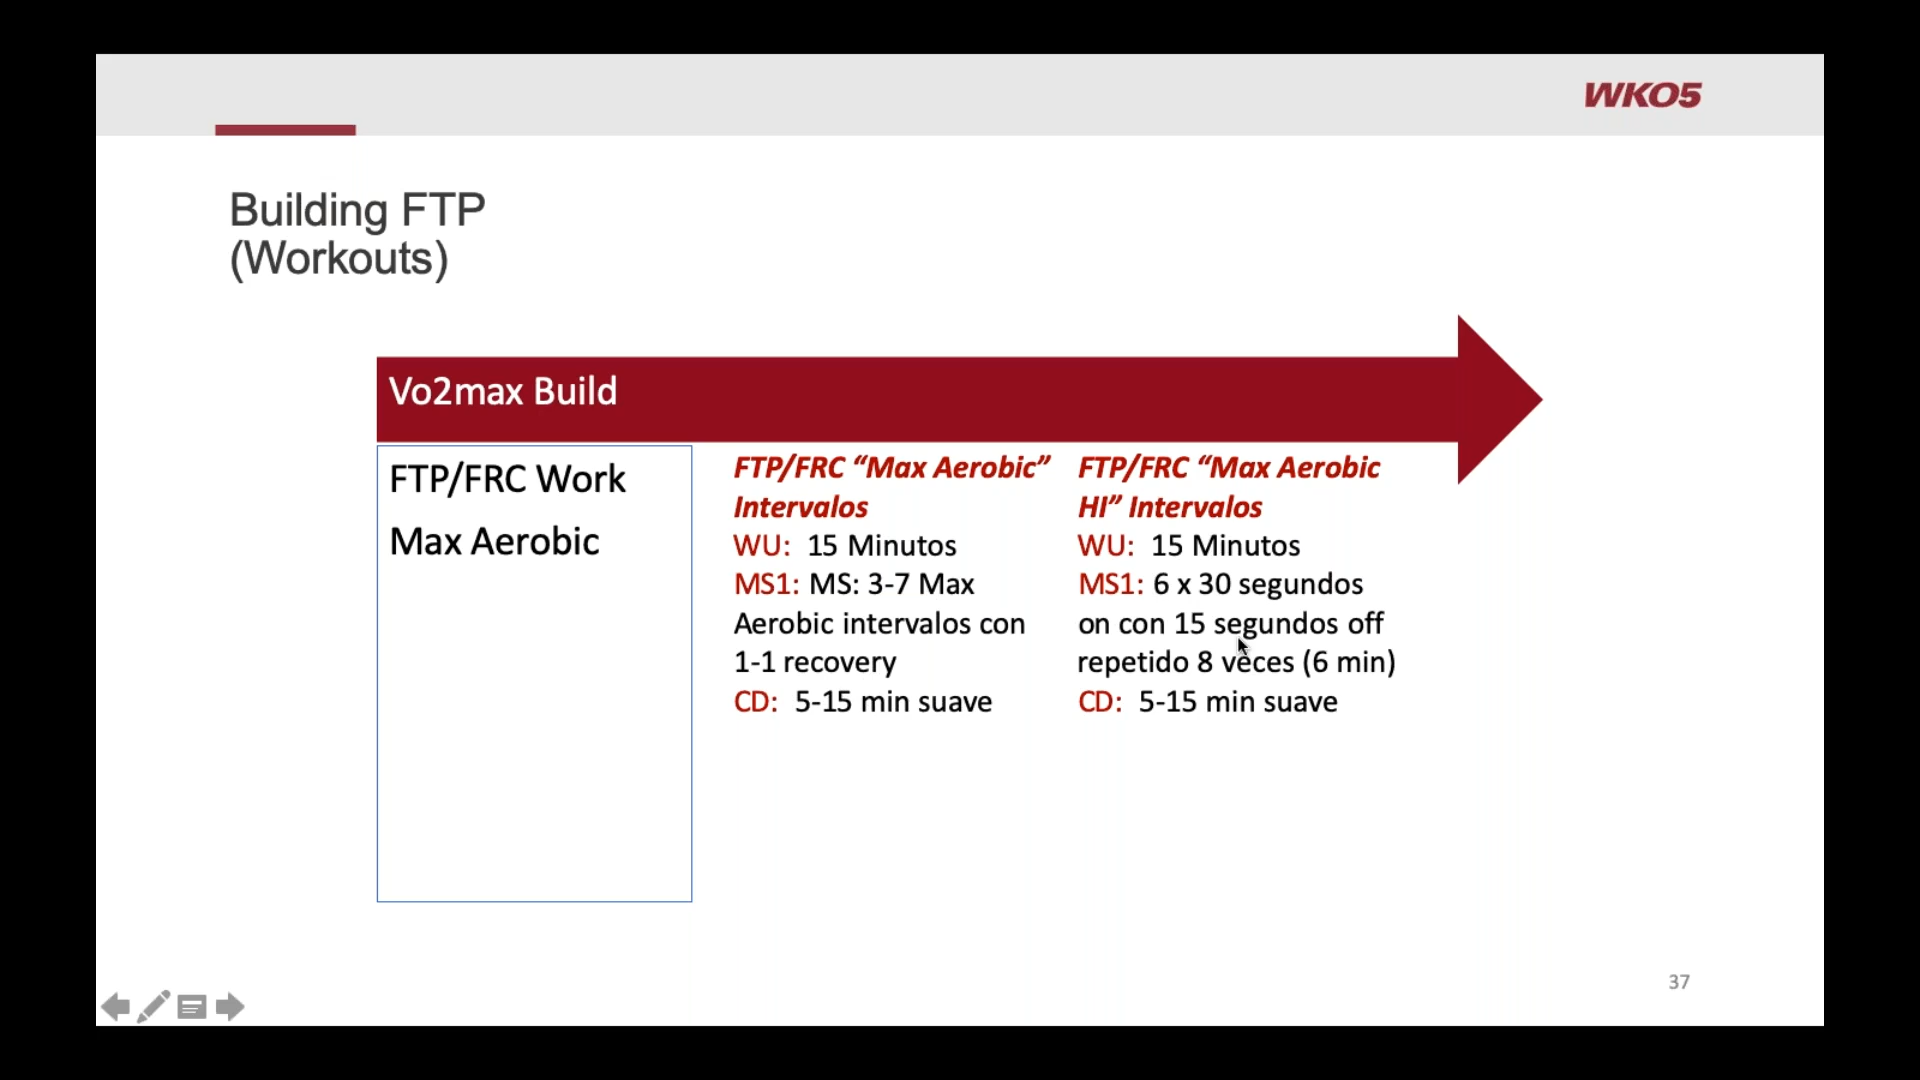 WKO5
Building FTP
(Workouts)
Vo2max Build
FTP/FRC Work
Max Aerobic
FTP/FRC “Max Aerobic”
Intervalos
WU: 15 Minutos
MS1: MS: 3-7 Max
Aerobic intervalos con
1-1 recovery
CD: 5-15 min suave
FTP/FRC “Max Aerobic
HI” Intervalos
WU: 15 Minutos
MS1: 6 x 30 segundos
on con 15 segundos off
repetido 8 veces (6 min)
CD: 5-15 min suave
37